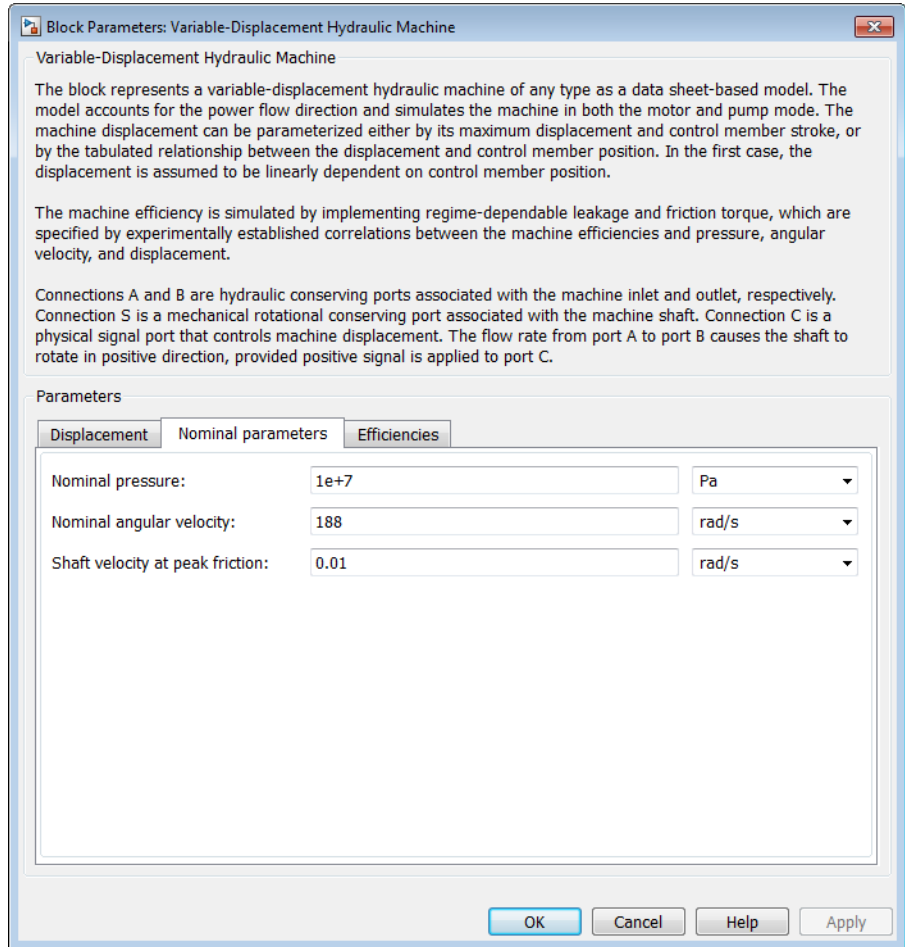 Block Parameters: Variable-Displacement Hydraulic Machine
Variable-Displacement Hydraulic Machine
The block represents a variable-displacement hydraulic machine of any type as a data sheet-based model. The
model accounts for the power flow direction and simulates the machine in both the motor and pump mode. The
machine displacement can be parameterized either by its maximum displacement and control member stroke, or
by the tabulated relationship between the displacement and control member position. In the first case, the
displacement is assumed to be linearly dependent on control member position.
The machine efficiency is simulated by implementing regime-dependable leakage and friction torque, which are
specified by experimentally established correlations between the machine efficiencies and pressure, angular
velocity, and displacement.
Connections A and B are hydraulic conserving ports associated with the machine inlet and outlet, respectively.
Connection S is a mechanical rotational conserving port associated with the machine shaft. Connection C is a
physical signal port that controls machine displacement. The flow rate from port A to port B causes the shaft to
rotate in positive direction, provided positive signal is applied to port C.
Parameters
Displacement Nominal parameters Efficiencies
Nominal pressure: 1e+7 Pa
Nominal angular velocity: 188 rad/s
Shaft velocity at peak friction: 0.01 rad/s
OK Cancel Help Apply